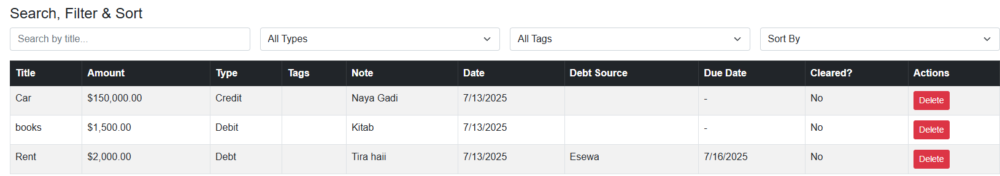 Search, Filter & Sort
Search by title... All Types All Tags Sort By
Title Amount Type Tags Note Date Debt Source Due Date Cleared? Actions
Car $150,000.00 Credit Naya Gadi 7/13/2025 - No Delete
books $1,500.00 Debit Kitab 7/13/2025 - No Delete
Rent $2,000.00 Debt Tira haii 7/13/2025 Esewa 7/16/2025 No Delete